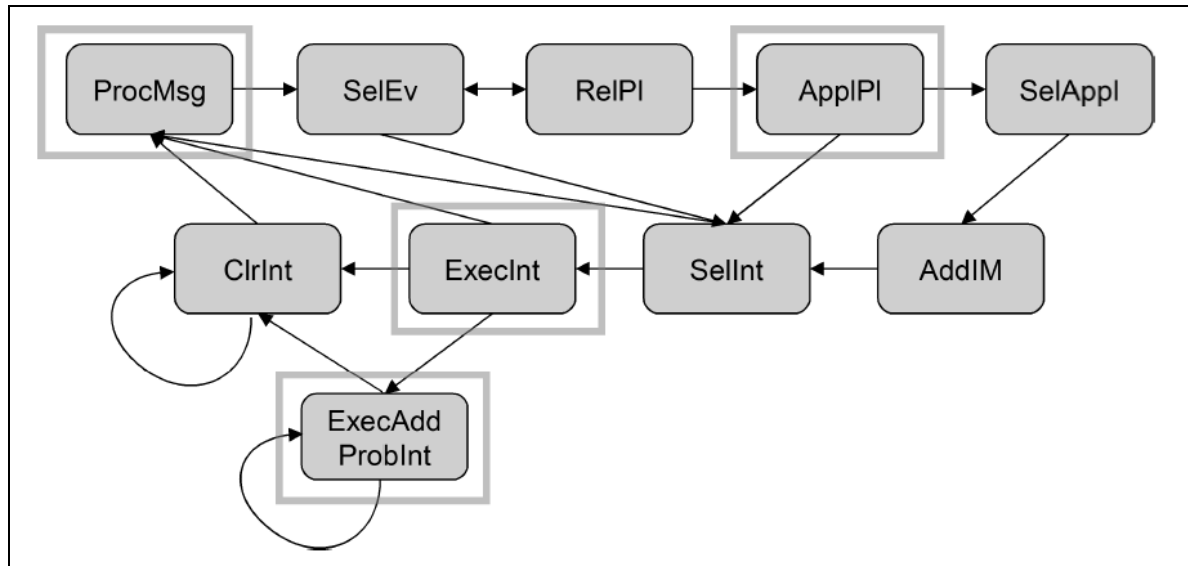 ProcMsg
SelEv
RelPl
ApplPl
SelAppl
ClrInt
ExecInt
SelInt
AddIM
ExecAdd
ProbInt